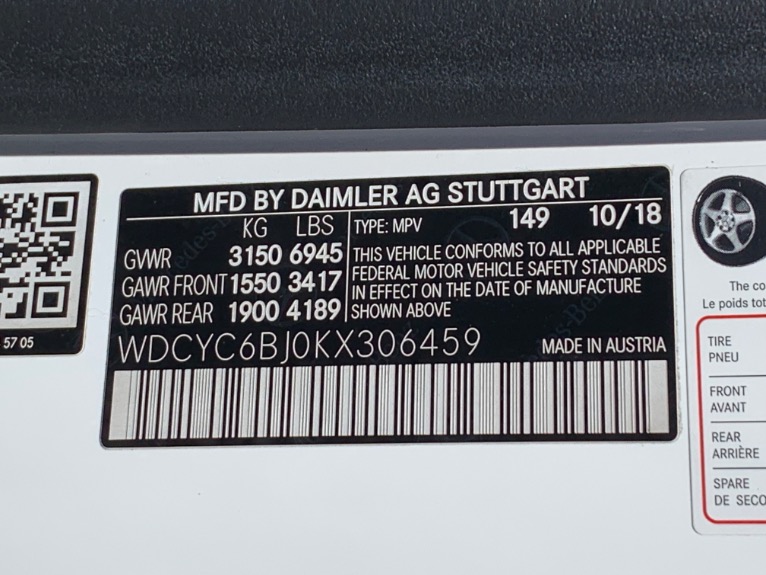 MFD BY DAIMLER AG STUTTGART
KG LBS
GVWR 3150 6945
GAWR FRONT 1550 3417
GAWR REAR 1900 4189
TYPE: MPV 149 10/18
THIS VEHICLE CONFORMS TO ALL APPLICABLE
FEDERAL MOTOR VEHICLE SAFETY STANDARDS
IN EFFECT ON THE DATE OF MANUFACTURE
SHOWN ABOVE
WDCYC6BJ0KX306459 MADE IN AUSTRIA
5705
The co
Le poids tot
TIRE
PNEU
FRONT
AVANT
REAR
ARRIÈRE
SPARE
DE SECO